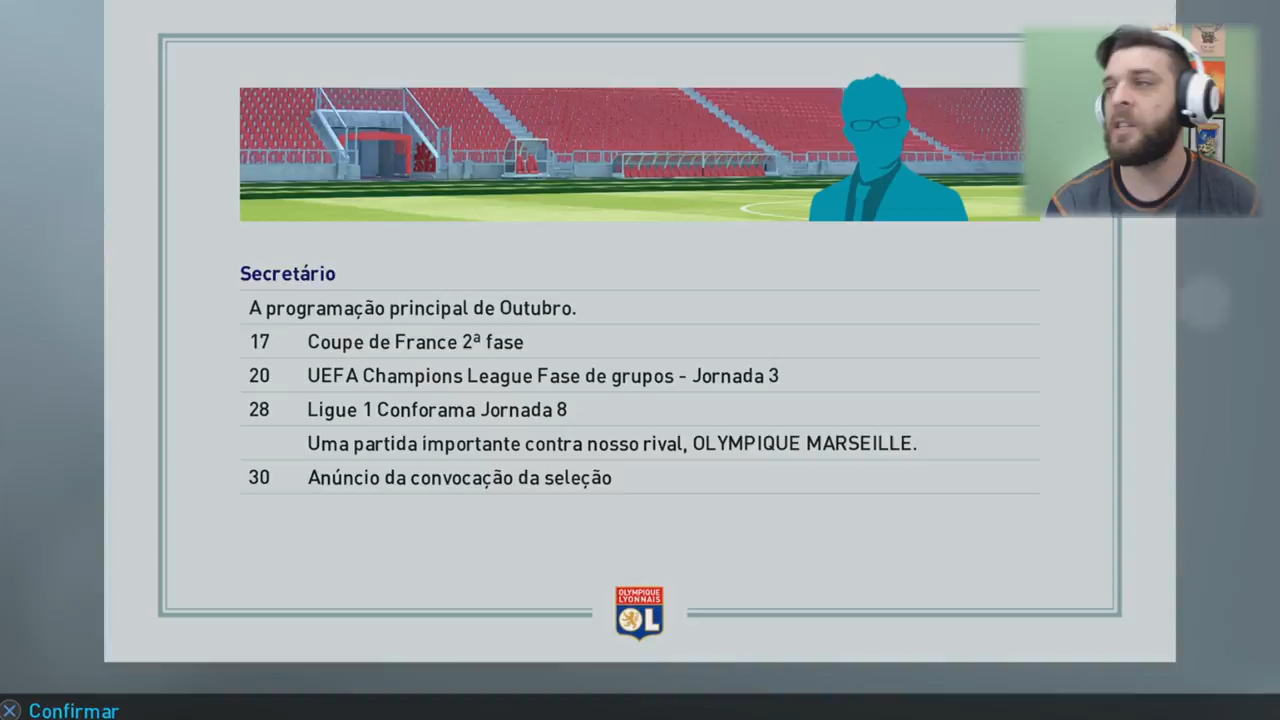 Secretário
A programação principal de Outubro.
17 Coupe de France 2ª fase
20 UEFA Champions League Fase de grupos - Jornada 3
28 Ligue 1 Conforama Jornada 8
Uma partida importante contra nosso rival, OLYMPIQUE MARSEILLE.
30 Anúncio da convocação da seleção
OLYMPIQUE
LYONNAIS
OL
Confirmar